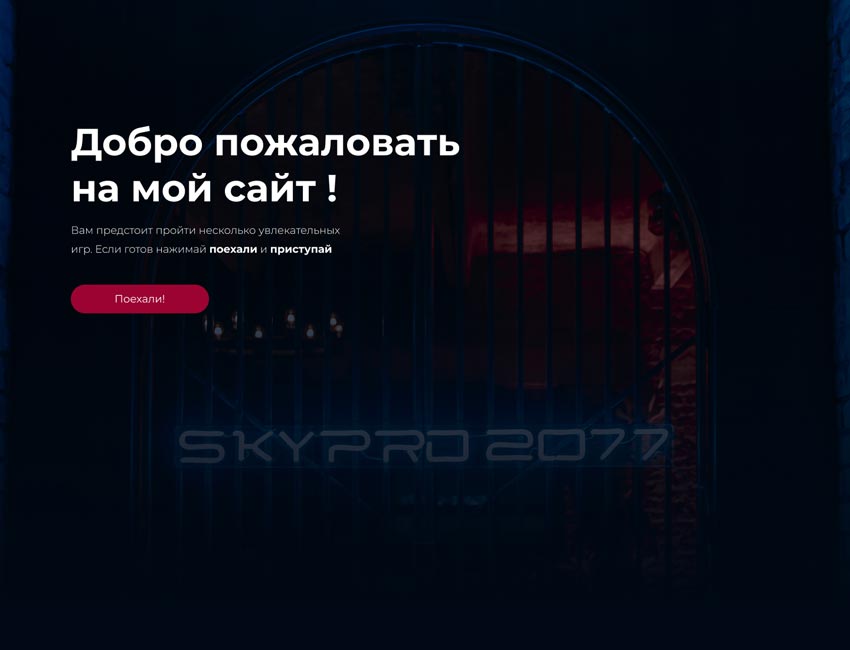 Добро пожаловать
на мой сайт !
Вам предстоит пройти несколько увлекательных
игр. Если готов нажимай поехали и приступай
Поехали!
SKYPRO 2077